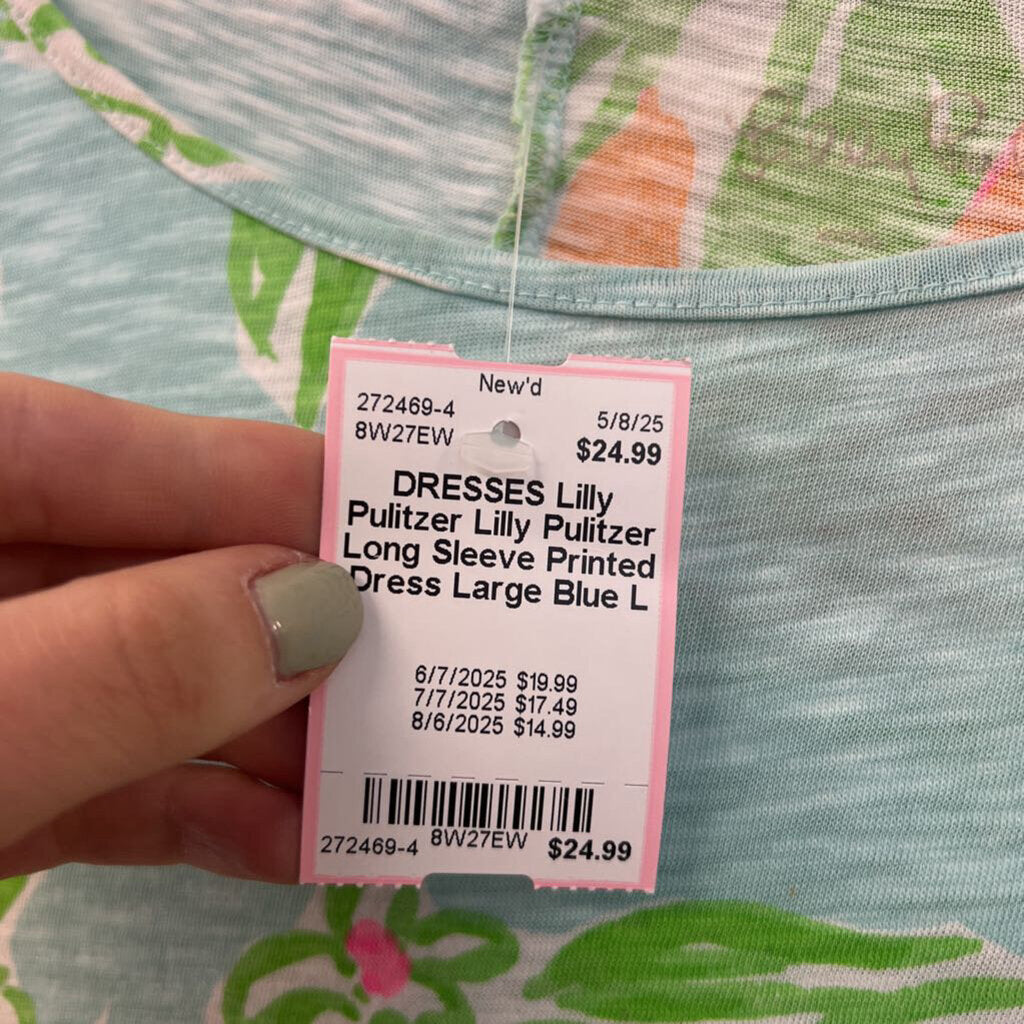 New'd
272469-4
5/8/25
8W27EW
$24.99
DRESSES Lilly
Pulitzer Lilly Pulitzer
Long Sleeve Printed
Dress Large Blue L
6/7/2025 $19.99
7/7/2025 $17.49
8/6/2025 $14.99
272469-4 8W27EW $24.99